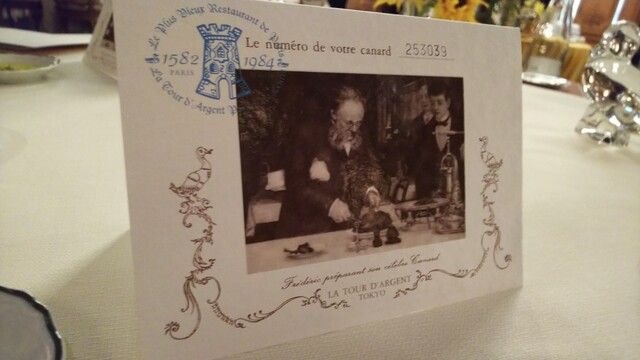 Le Plus Vieux Restaurant de
1582 1984
PARIS
La Tour d'Argent
Le numéro de votre canard 253039
Frédéric préparant son célèbre Canard
LA TOUR D'ARGENT
TOKYO